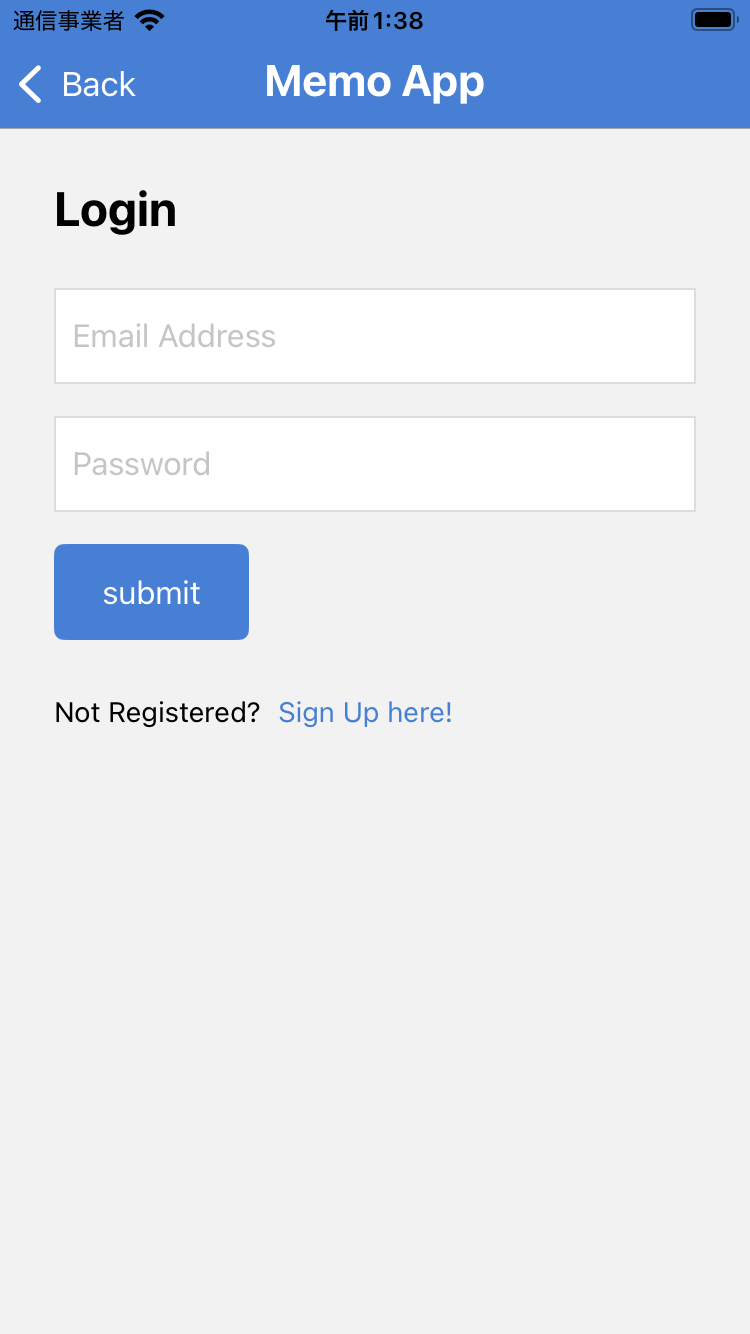 通信事業者 午前1:38
Back Memo App
Login
Email Address
Password
submit
Not Registered? Sign Up here!